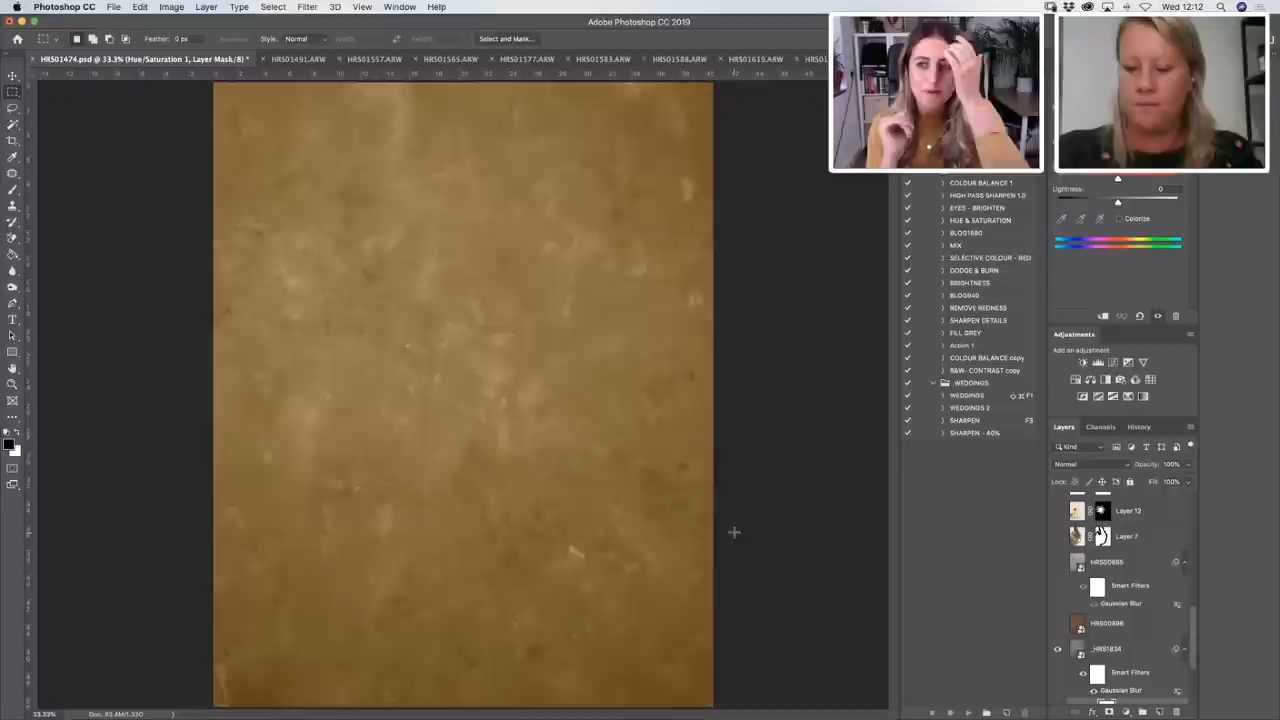 Photoshop CC File Edit Image Layer Type Select Filter 3D View Window Help
Wed 12:12
Adobe Photoshop CC 2019
Feather: 0 px Style: Normal Select and Mask...
HRS01474.psd @ 33.3% (Hue/Saturation 1, Layer Mask/8) * HRS01491.ARW HRS01557.ARW HRS01565.ARW HRS01577.ARW HRS01583.ARW HRS01588.ARW HRS01619.ARW
COLOUR BALANCE 1
HIGH PASS SHARPEN 1.0
EYES - BRIGHTEN
HUE & SATURATION
BLOG1680
MIX
SELECTIVE COLOUR - RED
DODGE & BURN
BRIGHTNESS
BLOG940
REMOVE REDNESS
SHARPEN DETAILS
FILL GREY
Action 1
COLOUR BALANCE copy
B&W- CONTRAST copy
WEDDINGS
WEDDINGS F1
WEDDINGS 2
SHARPEN F3
SHARPEN - 40%
Lightness: 0
Colorize
Adjustments
Add an adjustment
Layers Channels History
Kind
Normal Opacity: 100%
Lock: Fill: 100%
Layer 12
Layer 7
HRS00695
Smart Filters
Gaussian Blur
HRS00896
_HRS1834
Smart Filters
Gaussian Blur
33.33%